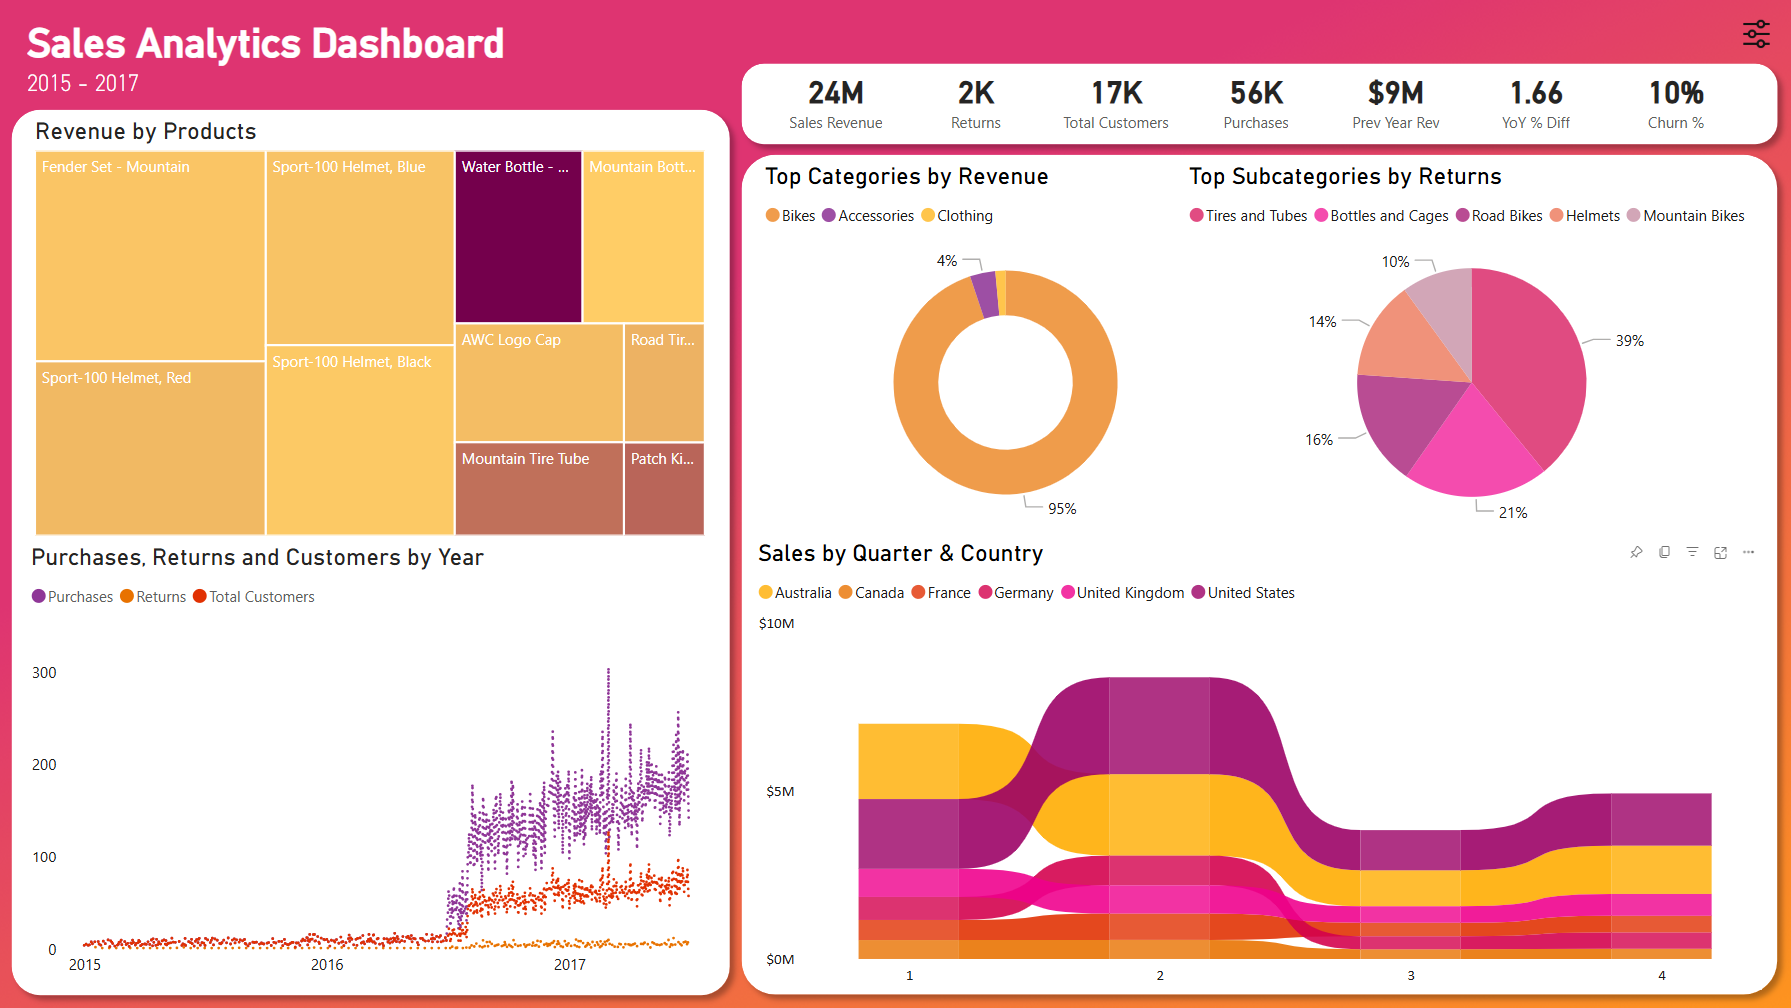 Sales Analytics Dashboard
2015 - 2017
24M
2K
17K
56K
$9M
1.66
10%
Sales Revenue
Returns
Total Customers
Purchases
Prev Year Rev
YoY % Diff
Churn %
Revenue by Products
Fender Set - Mountain
Sport-100 Helmet, Blue
Water Bottle - ...
Mountain Bott...
Sport-100 Helmet, Red
Sport-100 Helmet, Black
AWC Logo Cap
Road Tir...
Mountain Tire Tube
Patch Ki...
Top Categories by Revenue
Bikes Accessories Clothing
4%
95%
Top Subcategories by Returns
Tires and Tubes Bottles and Cages Road Bikes Helmets Mountain Bikes
10%
14%
39%
16%
21%
Purchases, Returns and Customers by Year
Purchases Returns Total Customers
300
200
100
0
2015 2016 2017
Sales by Quarter & Country
Australia Canada France Germany United Kingdom United States
$10M
$5M
$0M
1 2 3 4